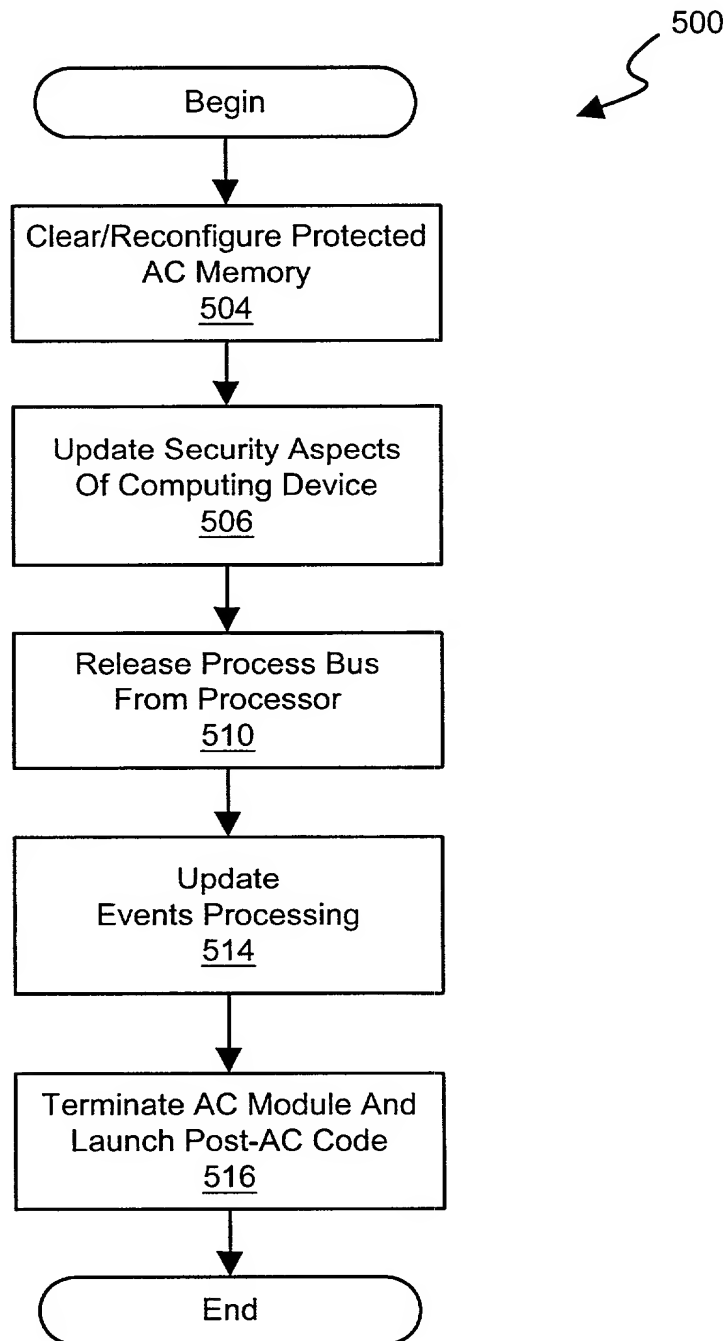 500
Begin
Clear/Reconfigure Protected
AC Memory
504
Update Security Aspects
Of Computing Device
506
Release Process Bus
From Processor
510
Update
Events Processing
514
Terminate AC Module And
Launch Post-AC Code
516
End